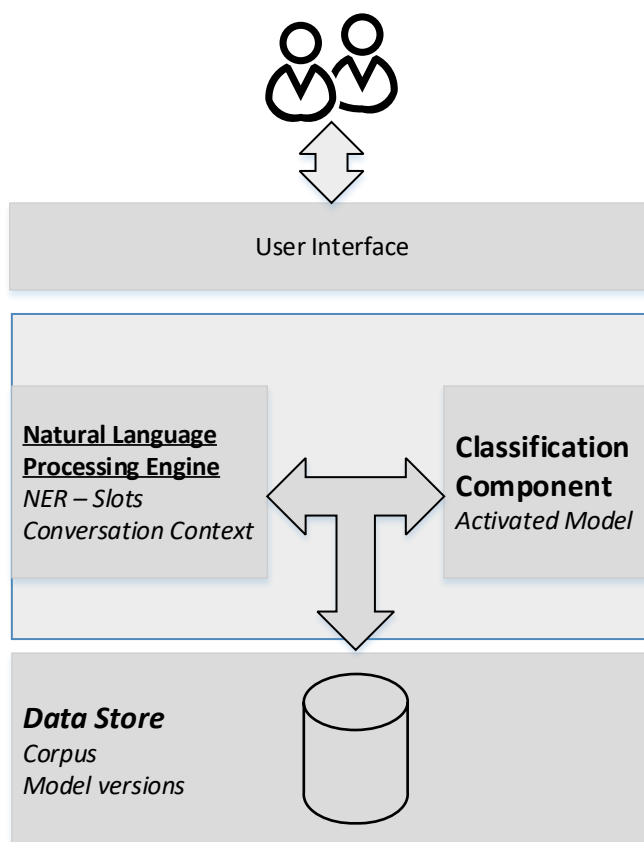 User Interface
Natural Language
Processing Engine
NER – Slots
Conversation Context
Classification
Component
Activated Model
Data Store
Corpus
Model versions